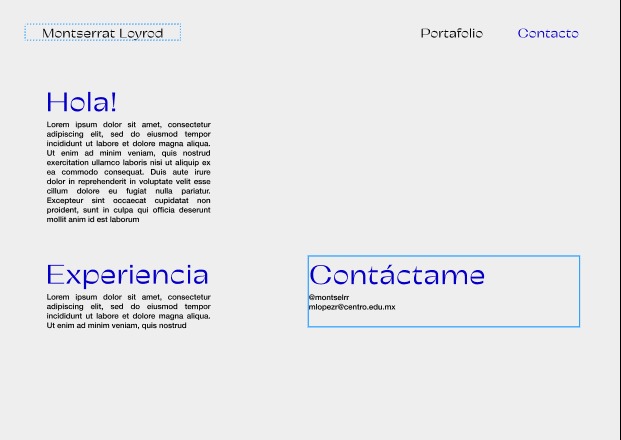 Montserrat Loyrod
Portafolio
Contacto
Hola!
Lorem ipsum dolor sit amet, consectetur
adipiscing elit, sed do eiusmod tempor
incididunt ut labore et dolore magna aliqua.
Ut enim ad minim veniam, quis nostrud
exercitation ullamco laboris nisi ut aliquip ex
ea commodo consequat. Duis aute irure
dolor in reprehenderit in voluptate velit esse
cillum dolore eu fugiat nulla pariatur.
Excepteur sint occaecat cupidatat non
proident, sunt in culpa qui officia deserunt
mollit anim id est laborum
Experiencia
Lorem ipsum dolor sit amet, consectetur
adipiscing elit, sed do eiusmod tempor
incididunt ut labore et dolore magna aliqua.
Ut enim ad minim veniam, quis nostrud
Contáctame
@montselrr
mlopezr@centro.edu.mx